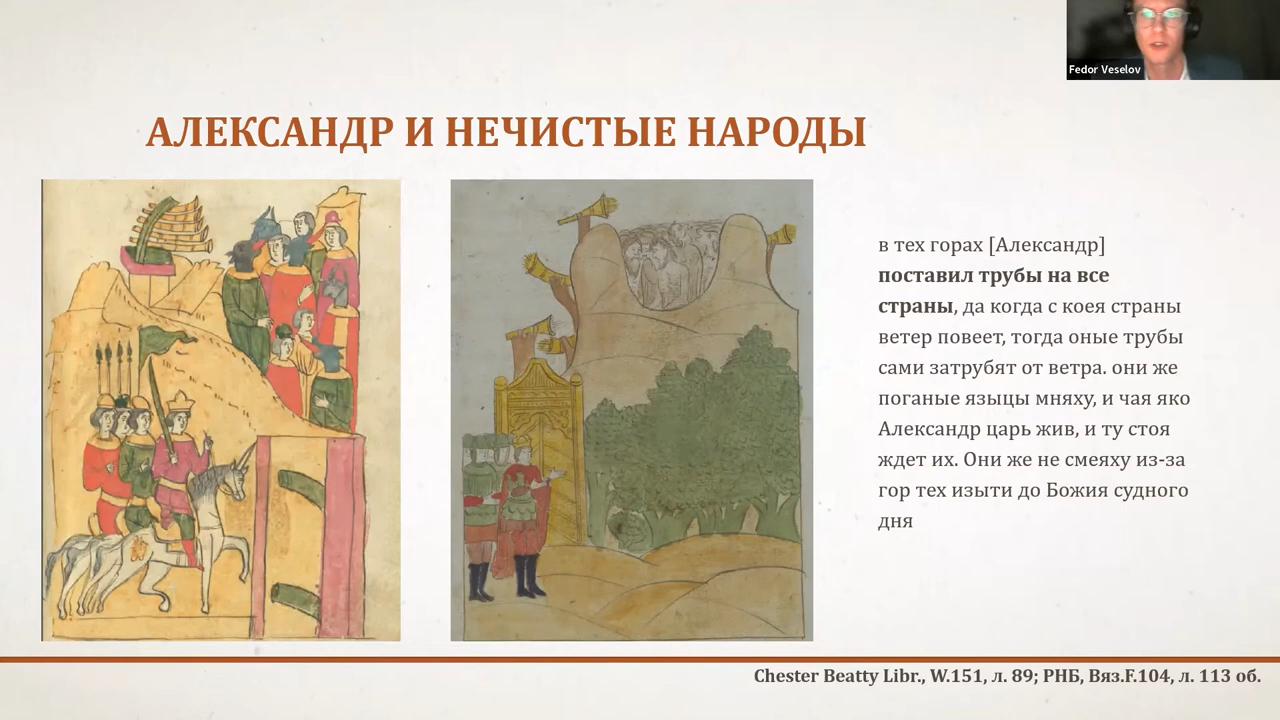 Fedor Veselov
АЛЕКСАНДР И НЕЧИСТЫЕ НАРОДЫ
в тех горах [Александр]
поставил трубы на все
страны, да когда с коея страны
ветер повеет, тогда оные трубы
сами затрубят от ветра. они же
поганые языцы мняху, и чая яко
Александр царь жив, и ту стоя
ждет их. Они же не смеяху из-за
гор тех изыти до Божия судного
дня
Chester Beatty Libr., W.151, л. 89; РНБ, Вяз.F.104, л. 113 об.